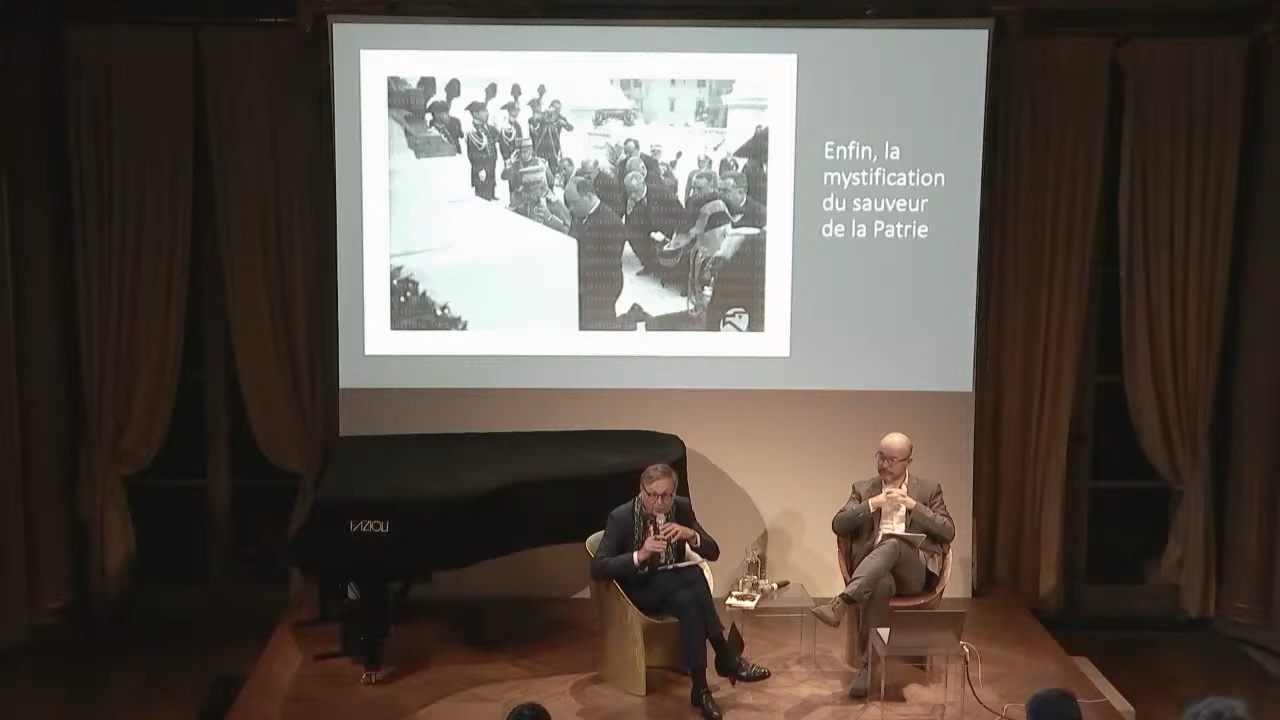 Enfin, la
mystification
du sauveur
de la Patrie
FAZIOLI